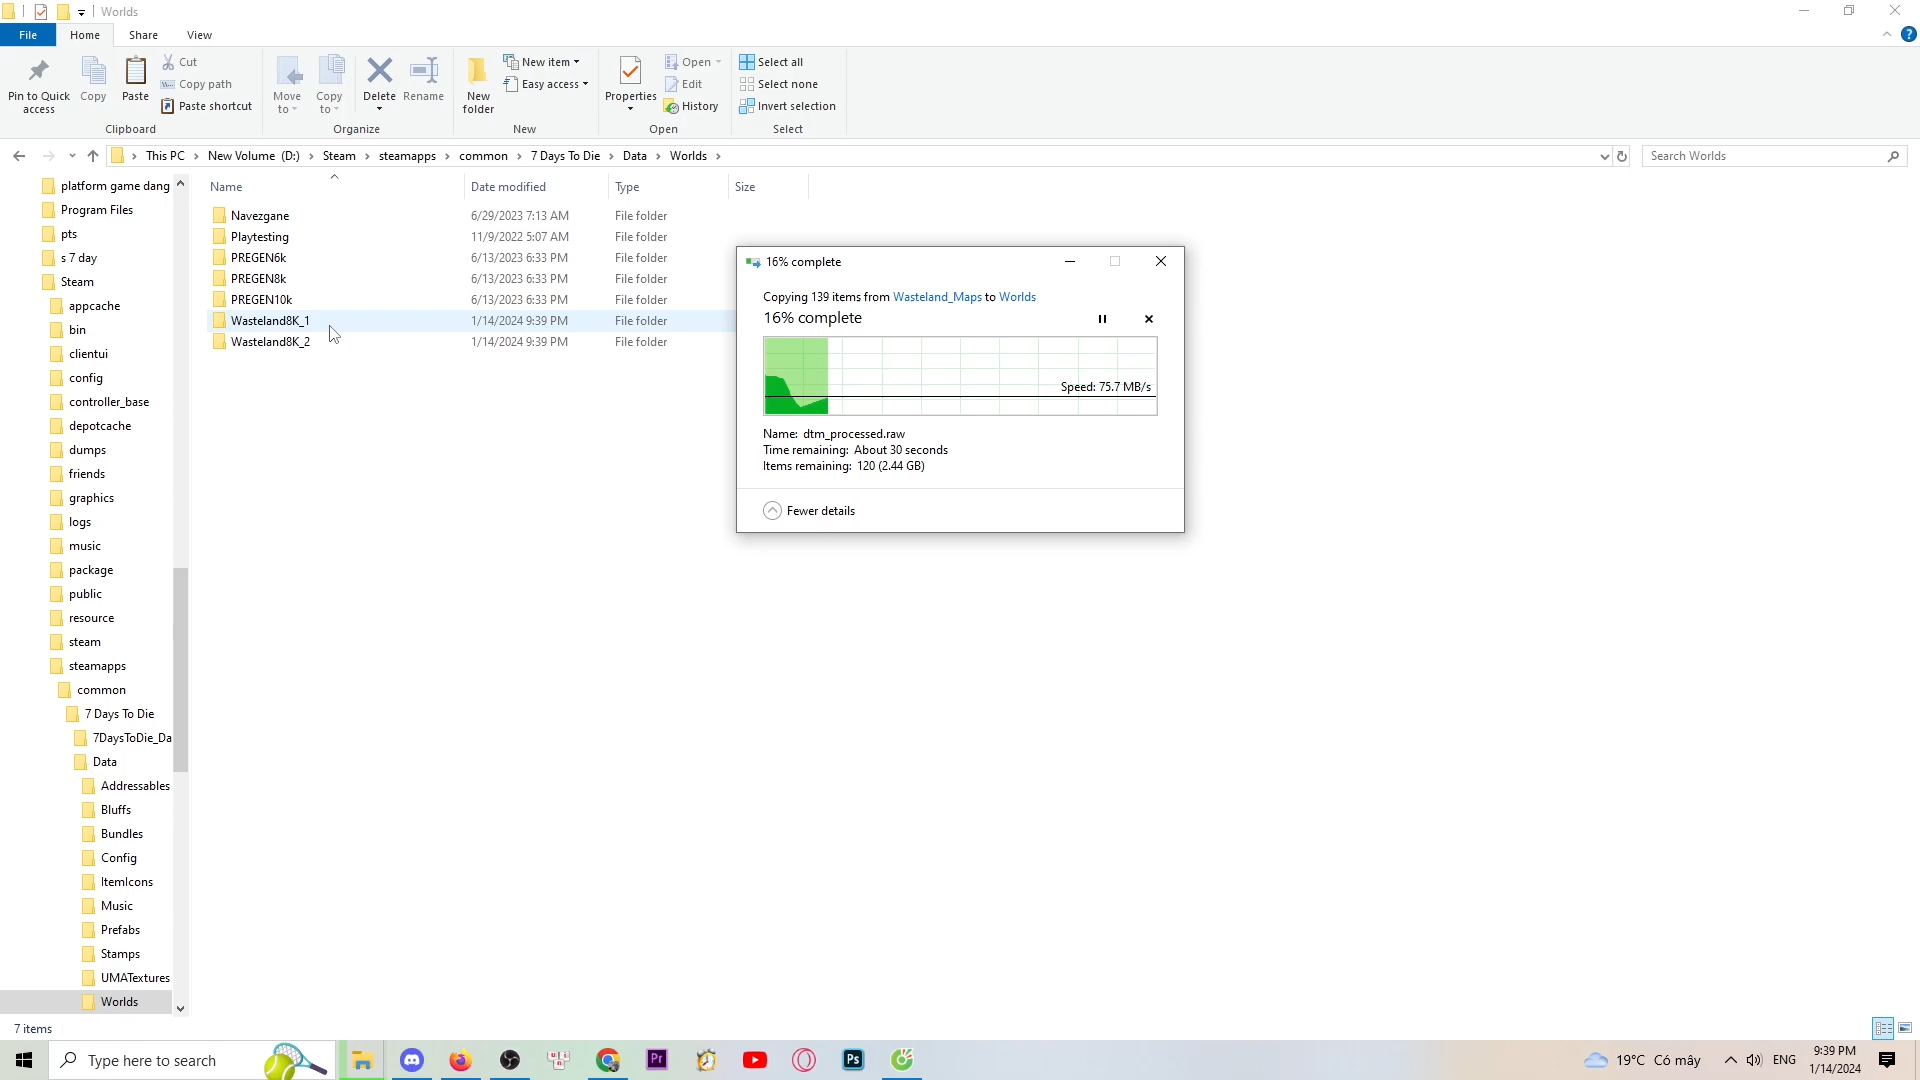 Worlds
File
Home
Share
View
Pin to Quick access
Copy
Paste
Cut
Copy path
Paste shortcut
Clipboard
Move to
Copy to
Delete
Rename
Organize
New folder
New item
Easy access
New
Properties
Open
Edit
History
Open
Select all
Select none
Invert selection
Select
This PC
New Volume (D:)
Steam
steamapps
common
7 Days To Die
Data
Worlds
Search Worlds
platform game dang
Program Files
pts
s 7 day
Steam
appcache
bin
clientui
config
controller_base
depotcache
dumps
friends
graphics
logs
music
package
public
resource
steam
steamapps
common
7 Days To Die
7DaysToDie_Da
Data
Addressables
Bluffs
Bundles
Config
ItemIcons
Music
Prefabs
Stamps
UMATextures
Worlds
Name Date modified Type Size
Navezgane 6/29/2023 7:13 AM File folder
Playtesting 11/9/2022 5:07 AM File folder
PREGEN6k 6/13/2023 6:33 PM File folder
PREGEN8k 6/13/2023 6:33 PM File folder
PREGEN10k 6/13/2023 6:33 PM File folder
Wasteland8K_1 1/14/2024 9:39 PM File folder
Wasteland8K_2 1/14/2024 9:39 PM File folder
16% complete
Copying 139 items from Wasteland_Maps to Worlds
16% complete
Speed: 75.7 MB/s
Name: dtm_processed.raw
Time remaining: About 30 seconds
Items remaining: 120 (2.44 GB)
Fewer details
7 items
Type here to search
Pr
Ps
19°C Có mây
ENG
9:39 PM
1/14/2024